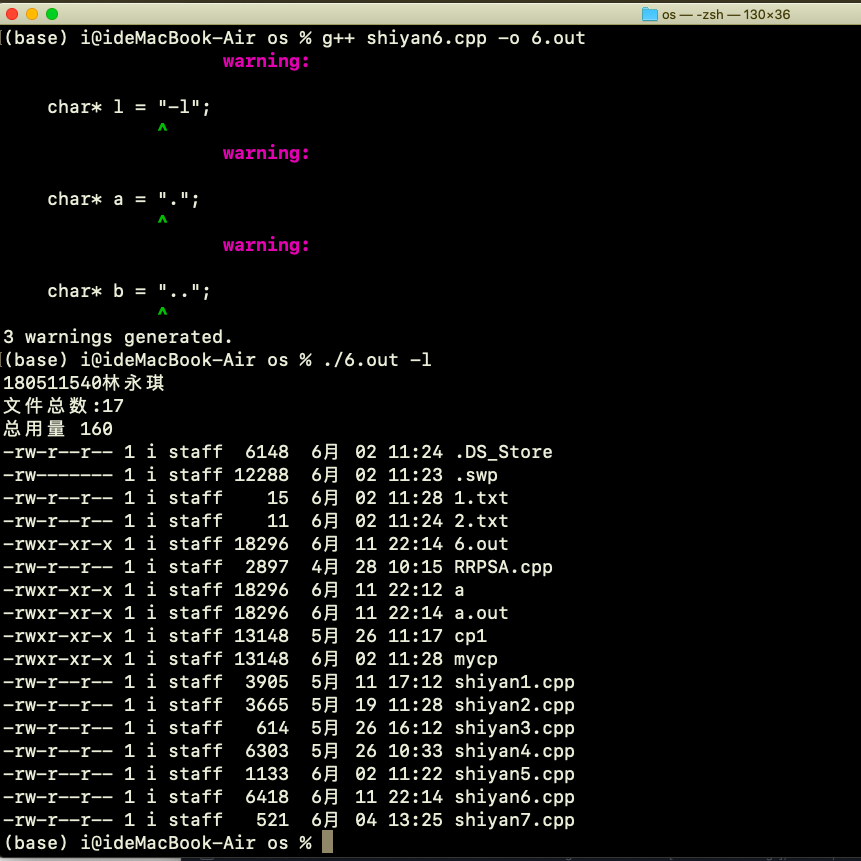 os — -zsh — 130×36
(base) i@ideMacBook-Air os % g++ shiyan6.cpp -o 6.out
warning:
char* l = "-l";
^
warning:
char* a = ".";
^
warning:
char* b = "..";
^
3 warnings generated.
(base) i@ideMacBook-Air os % ./6.out -l
180511540林永琪
文件总数:17
总用量 160
-rw-r--r-- 1 i staff  6148  6月 02 11:24 .DS_Store
-rw------- 1 i staff 12288  6月 02 11:23 .swp
-rw-r--r-- 1 i staff    15  6月 02 11:28 1.txt
-rw-r--r-- 1 i staff    11  6月 02 11:24 2.txt
-rwxr-xr-x 1 i staff 18296  6月 11 22:14 6.out
-rw-r--r-- 1 i staff  2897  4月 28 10:15 RRPSA.cpp
-rwxr-xr-x 1 i staff 18296  6月 11 22:12 a
-rwxr-xr-x 1 i staff 18296  6月 11 22:14 a.out
-rwxr-xr-x 1 i staff 13148  5月 26 11:17 cp1
-rwxr-xr-x 1 i staff 13148  6月 02 11:28 mycp
-rw-r--r-- 1 i staff  3905  5月 11 17:12 shiyan1.cpp
-rw-r--r-- 1 i staff  3665  5月 19 11:28 shiyan2.cpp
-rw-r--r-- 1 i staff   614  5月 26 16:12 shiyan3.cpp
-rw-r--r-- 1 i staff  6303  5月 26 10:33 shiyan4.cpp
-rw-r--r-- 1 i staff  1133  6月 02 11:22 shiyan5.cpp
-rw-r--r-- 1 i staff  6418  6月 11 22:14 shiyan6.cpp
-rw-r--r-- 1 i staff   521  6月 04 13:25 shiyan7.cpp
(base) i@ideMacBook-Air os %